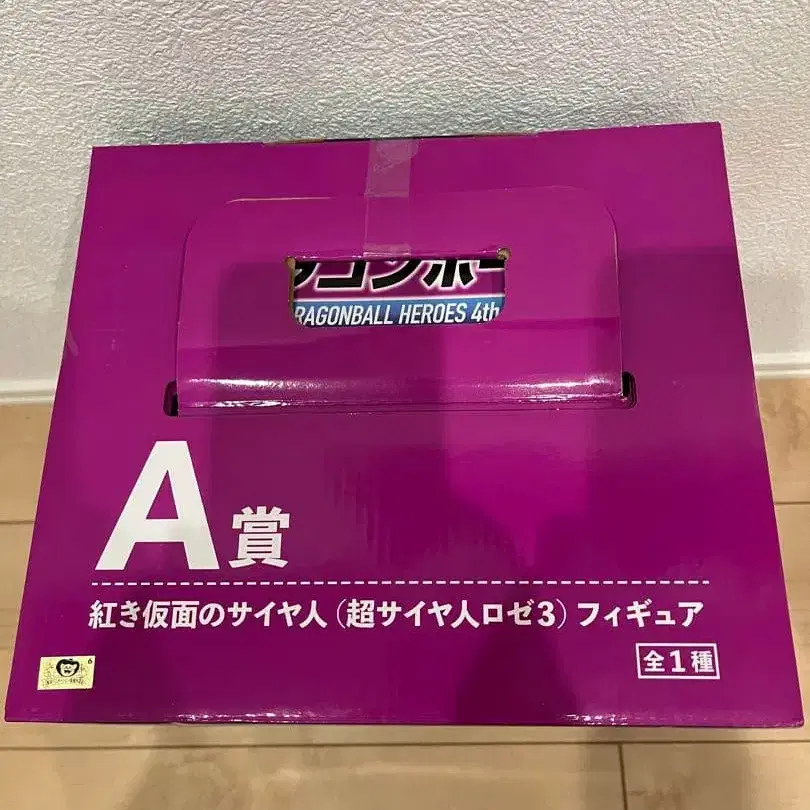 ゴンボー
RAGONBALL HEROES 4th
A賞
紅き仮面のサイヤ人(超サイヤ人ロゼ3)フィギュア
全1種
6